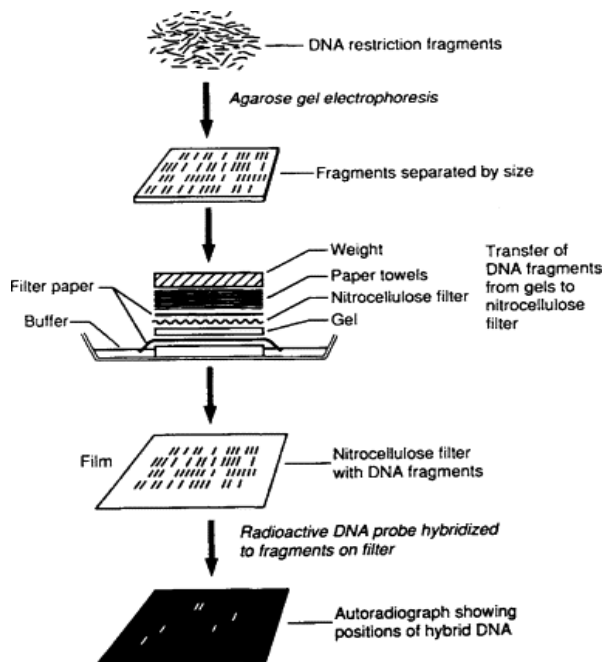 DNA restriction fragments
Agarose gel electrophoresis
Fragments separated by size
Weight
Paper towels
Nitrocellulose filter
Gel
Filter paper
Buffer
Transfer of
DNA fragments
from gels to
nitrocellulose
filter
Film
Nitrocellulose filter
with DNA fragments
Radioactive DNA probe hybridized
to fragments on filter
Autoradiograph showing
positions of hybrid DNA